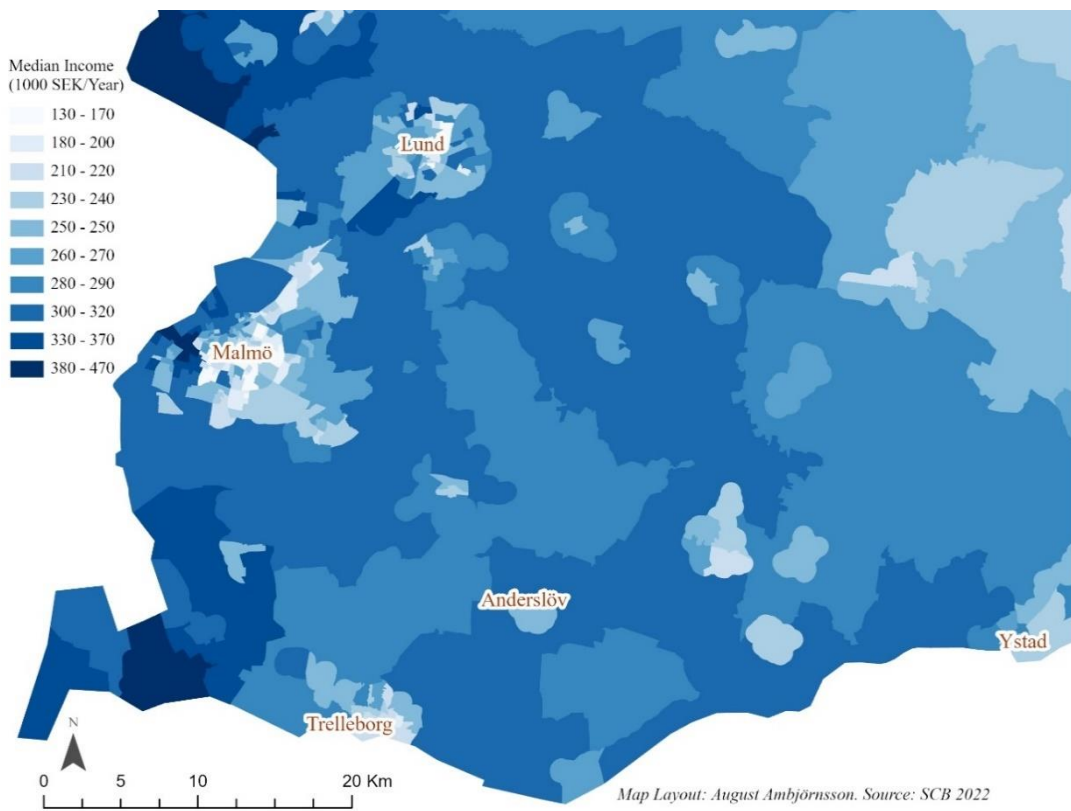 Median Income
(1000 SEK/Year)
130 - 170
180 - 200
210 - 220
230 - 240
250 - 250
260 - 270
280 - 290
300 - 320
330 - 370
380 - 470
Lund
Malmö
Anderslöv
Ystad
Trelleborg
N
0 5 10 20 Km
Map Layout: August Ambjörnsson. Source: SCB 2022